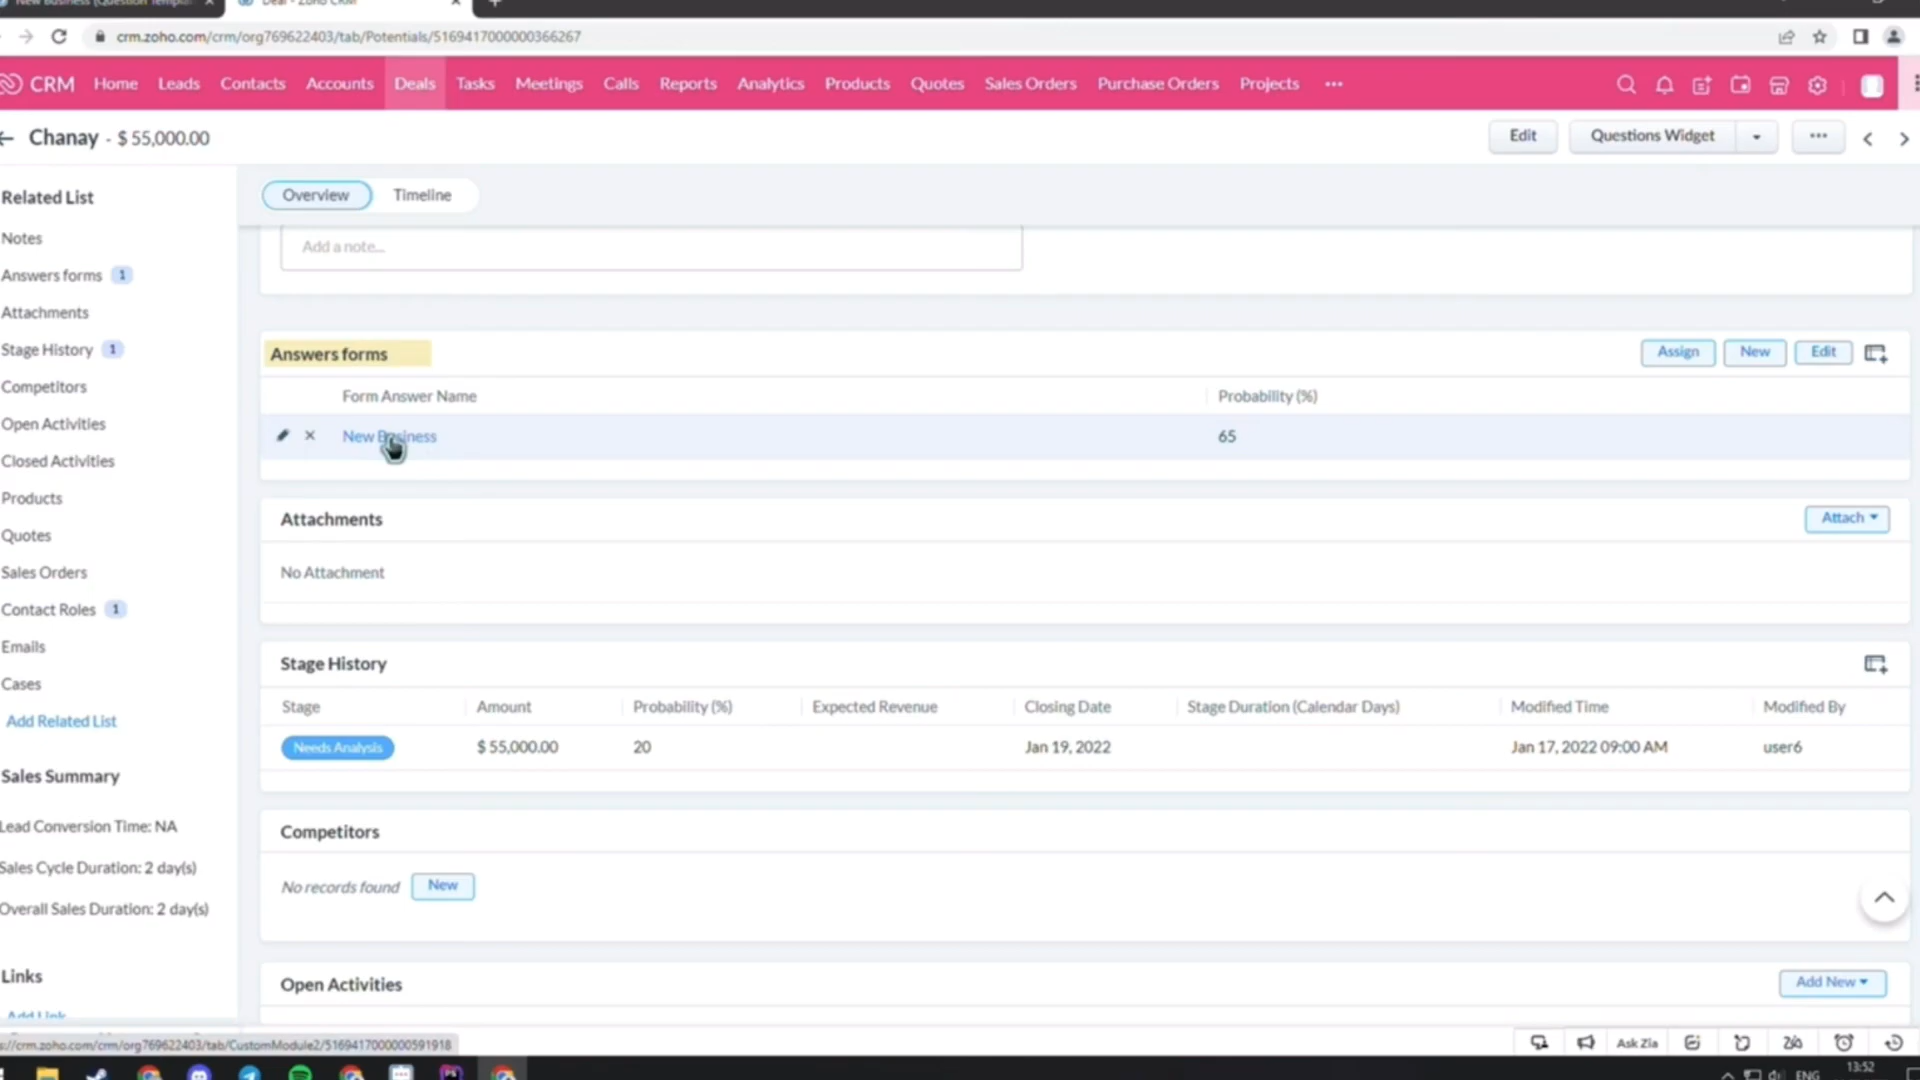 Deal - Zoho CRM
crm.zoho.com/crm/org769622403/tab/Potentials/5169417000000366267
CRM Home Leads Contacts Accounts Deals Tasks Meetings Calls Reports Analytics Products Quotes Sales Orders Purchase Orders Projects ...
Chanay - $ 55,000.00
Edit Questions Widget ...
Related List
Notes
Answers forms 1
Attachments
Stage History 1
Competitors
Open Activities
Closed Activities
Products
Quotes
Sales Orders
Contact Roles 1
Emails
Cases
Add Related List
Sales Summary
Lead Conversion Time: NA
Sales Cycle Duration: 2 day(s)
Overall Sales Duration: 2 day(s)
Links
Add Link
Overview Timeline
Add a note...
Answers forms Assign New Edit
Form Answer Name Probability (%)
New Business 65
Attachments Attach
No Attachment
Stage History
Stage Amount Probability (%) Expected Revenue Closing Date Stage Duration (Calendar Days) Modified Time Modified By
Needs Analysis $ 55,000.00 20 Jan 19, 2022 Jan 17, 2022 09:00 AM user6
Competitors
No records found New
Open Activities Add New
s://crm.zoho.com/crm/org769622403/tab/CustomModule2/5169417000000591918
Ask Zia
ENG 13:52